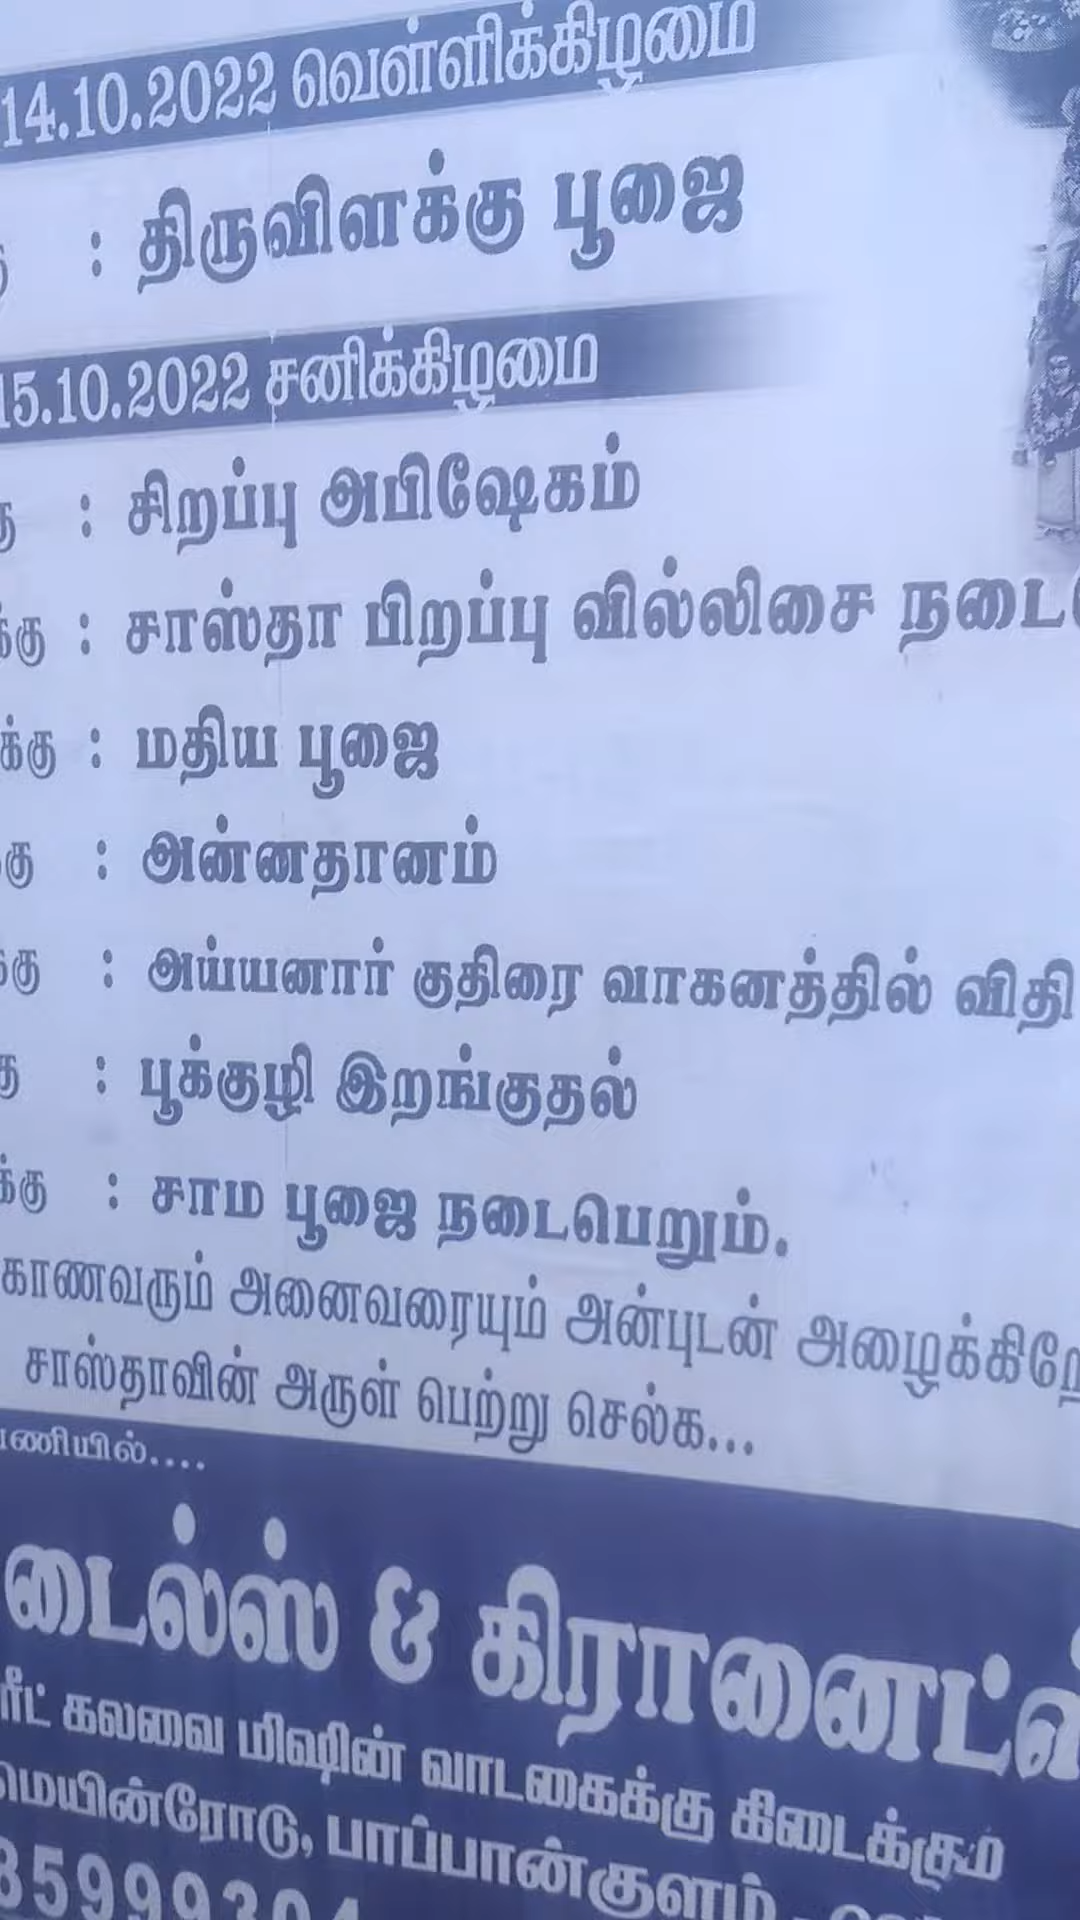 14.10.2022 வெள்ளிக்கிழமை
: திருவிளக்கு பூஜை
15.10.2022 சனிக்கிழமை
: சிறப்பு அபிஷேகம்
க்கு : சாஸ்தா பிறப்பு வில்லிசை
க்கு : மதிய பூஜை
கு : அன்னதானம்
க்கு : அய்யனார் குதிரை வாகனத்தில்
: பூக்குழி இறங்குதல்
க்கு : சாம பூஜை நடைபெறும்.
காணவரும் அனைவரையும் அன்புடன்
சாஸ்தாவின் அருள் பெற்று செல்க...
ணியில்....
டைல்ஸ் & கிரானைட்
கலவை மிஷின் வாடகைக்கு கிடைக்கும்
மெயின்ரோடு, பாப்பான்குளம்